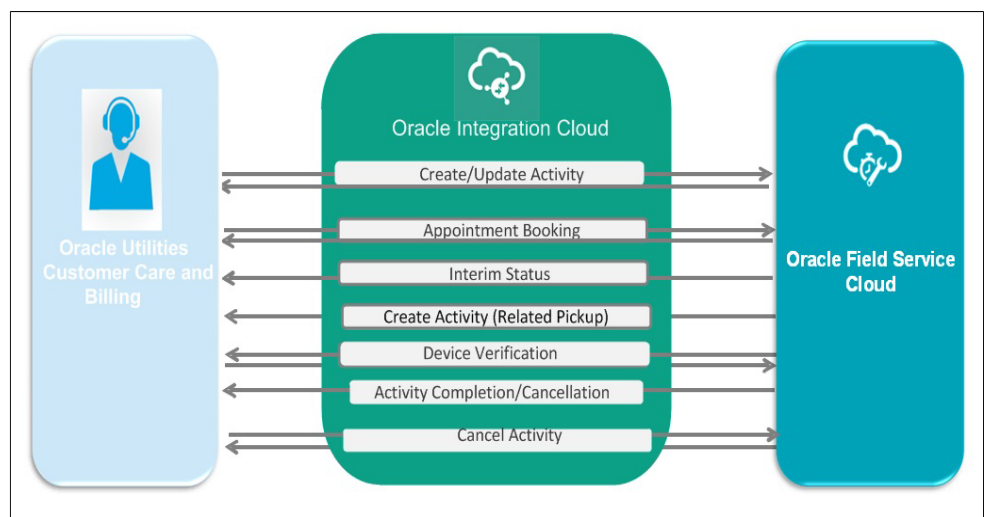 Oracle Utilities
Customer Care and
Billing
Oracle Integration Cloud
Create/Update Activity
Appointment Booking
Interim Status
Create Activity (Related Pickup)
Device Verification
Activity Completion/Cancellation
Cancel Activity
Oracle Field Service
Cloud